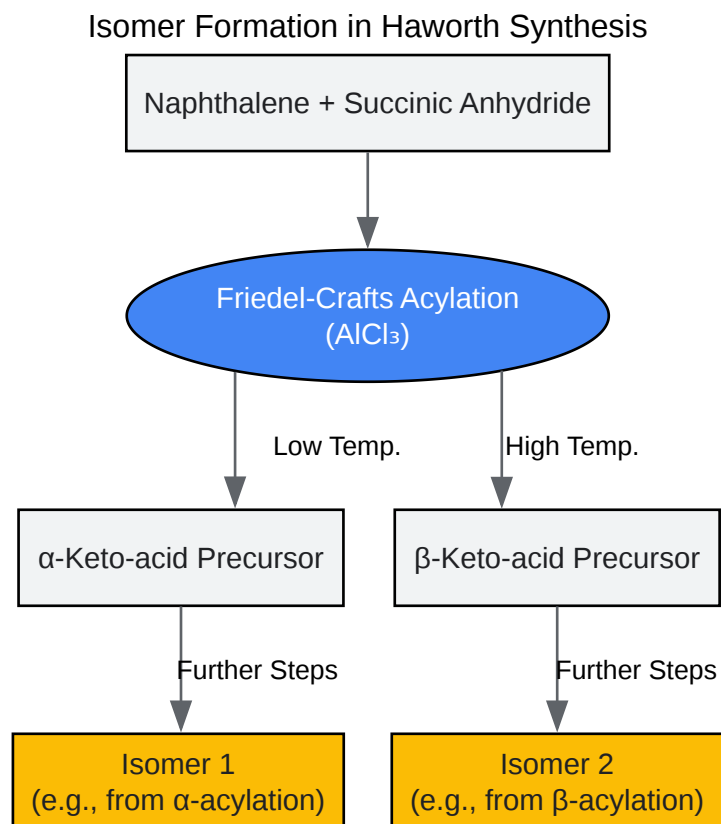 Isomer Formation in Haworth Synthesis
Naphthalene + Succinic Anhydride
Friedel-Crafts Acylation
(AlCl₃)
Low Temp.
High Temp.
α-Keto-acid Precursor
β-Keto-acid Precursor
Further Steps
Further Steps
Isomer 1
(e.g., from α-acylation)
Isomer 2
(e.g., from β-acylation)